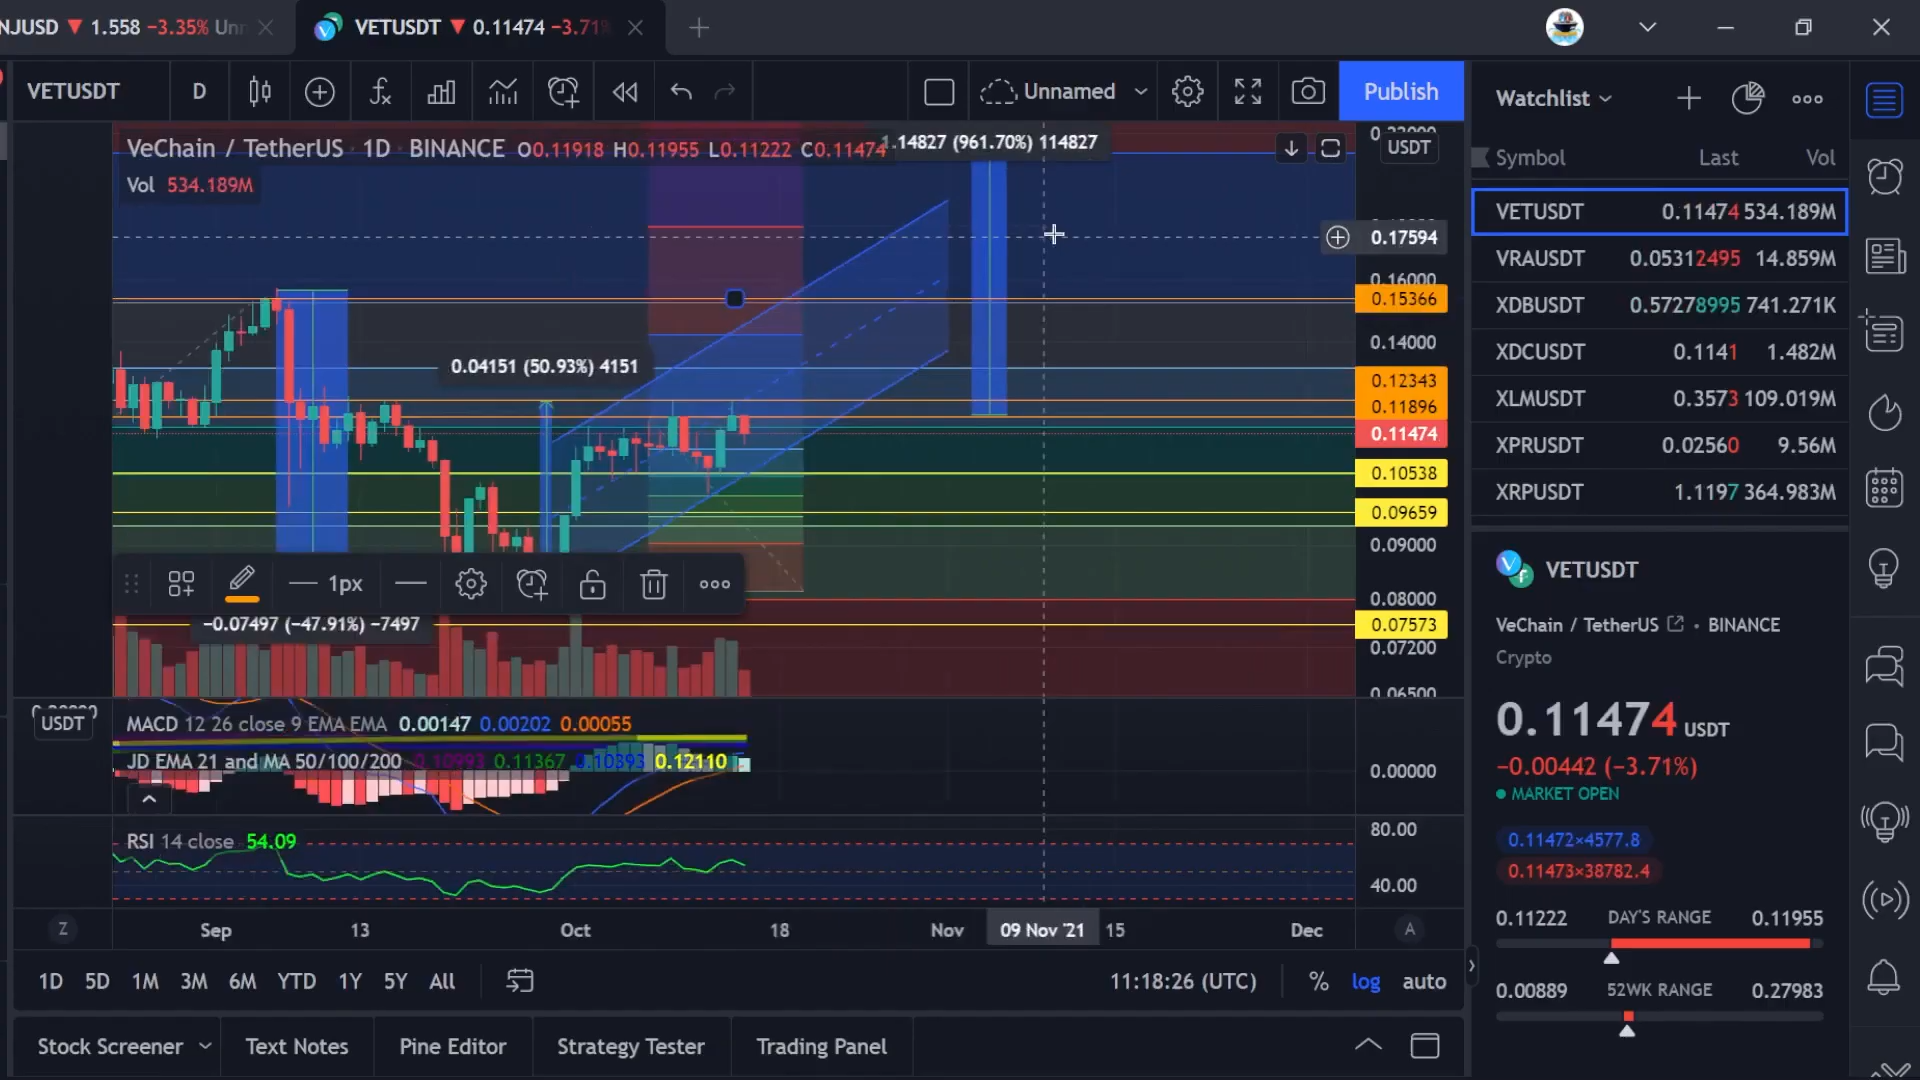 NJUSD 1.558 −3.35% Unn
VETUSDT 0.11474 −3.71%
VETUSDT D Unnamed Publish
VeChain / TetherUS · 1D · BINANCE O0.11918 H0.11955 L0.11222 C0.11474
Vol 534.189M
1.14827 (961.70%) 114827
0.04151 (50.93%) 4151
−0.07497 (−47.91%) −7497
1px
USDT
0.17594
0.16000
0.15366
0.14000
0.12343
0.11896
0.11474
0.10538
0.09659
0.09000
0.08000
0.07573
0.07200
0.06500
USDT
MACD 12 26 close 9 EMA EMA 0.00147 0.00202 0.00055
JD EMA 21 and MA 50/100/200 0.10993 0.11367 0.10393 0.12110
0.00000
RSI 14 close 54.09
80.00
40.00
Z Sep 13 Oct 18 Nov 09 Nov '21 15 Dec A
1D 5D 1M 3M 6M YTD 1Y 5Y All 11:18:26 (UTC) % log auto
Stock Screener Text Notes Pine Editor Strategy Tester Trading Panel
Watchlist
Symbol Last Vol
VETUSDT 0.11474 534.189M
VRAUSDT 0.05312495 14.859M
XDBUSDT 0.57278995 741.271K
XDCUSDT 0.1141 1.482M
XLMUSDT 0.3573 109.019M
XPRUSDT 0.02560 9.56M
XRPUSDT 1.1197 364.983M
VETUSDT
VeChain / TetherUS • BINANCE
Crypto
0.11474 USDT
−0.00442 (−3.71%)
MARKET OPEN
0.11472×4577.8
0.11473×38782.4
0.11222 DAY'S RANGE 0.11955
0.00889 52WK RANGE 0.27983